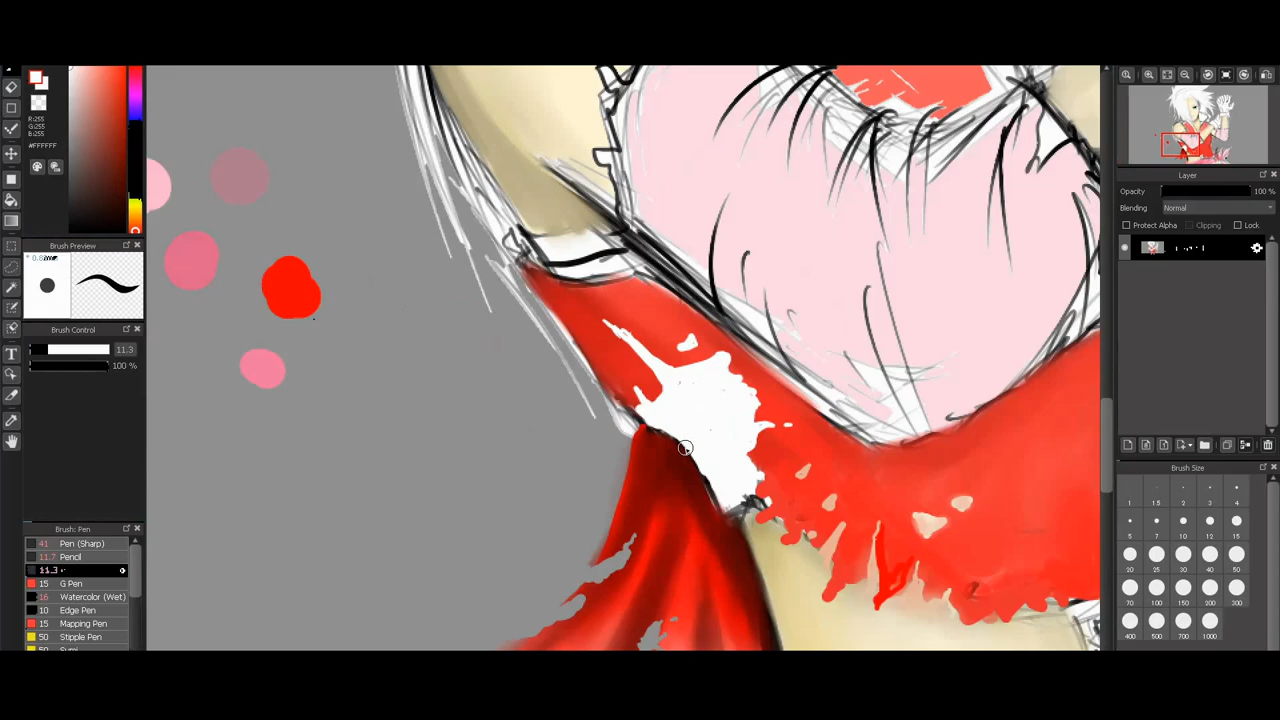 R:255
G:255
B:255
#FFFFFF
Brush Preview
Brush Control
11.3
100 %
Brush: Pen
41 Pen (Sharp)
11.7 Pencil
11.3
15 G Pen
16 Watercolor (Wet)
10 Edge Pen
15 Mapping Pen
50 Stipple Pen
50 Sumi
Layer
Opacity 100 %
Blending Normal
Protect Alpha Clipping Lock
Brush Size
1 1.5 2 3 4
5 7 10 12 15
20 25 30 40 50
70 100 150 200 300
400 500 700 1000